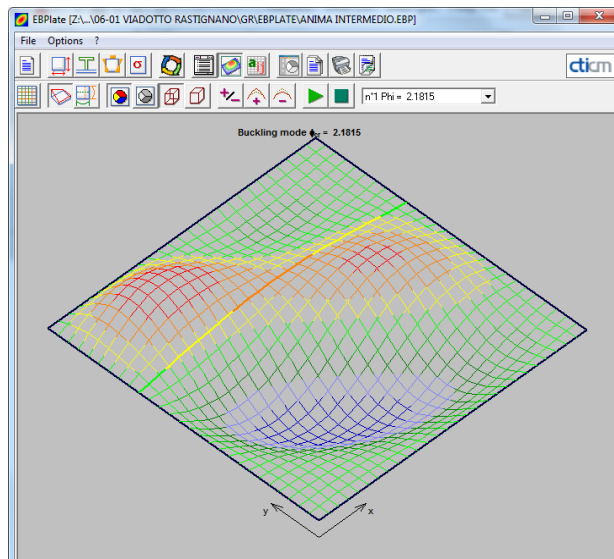 EBPlate [Z:\...\06-01 VIADOTTO RASTIGNANO\GR\EBPLATE\ANIMA INTERMEDIO.EBP]
File Options ?
σ
cticm
n°1 Phi = 2.1815
Buckling mode ϕcr = 2.1815
y
x